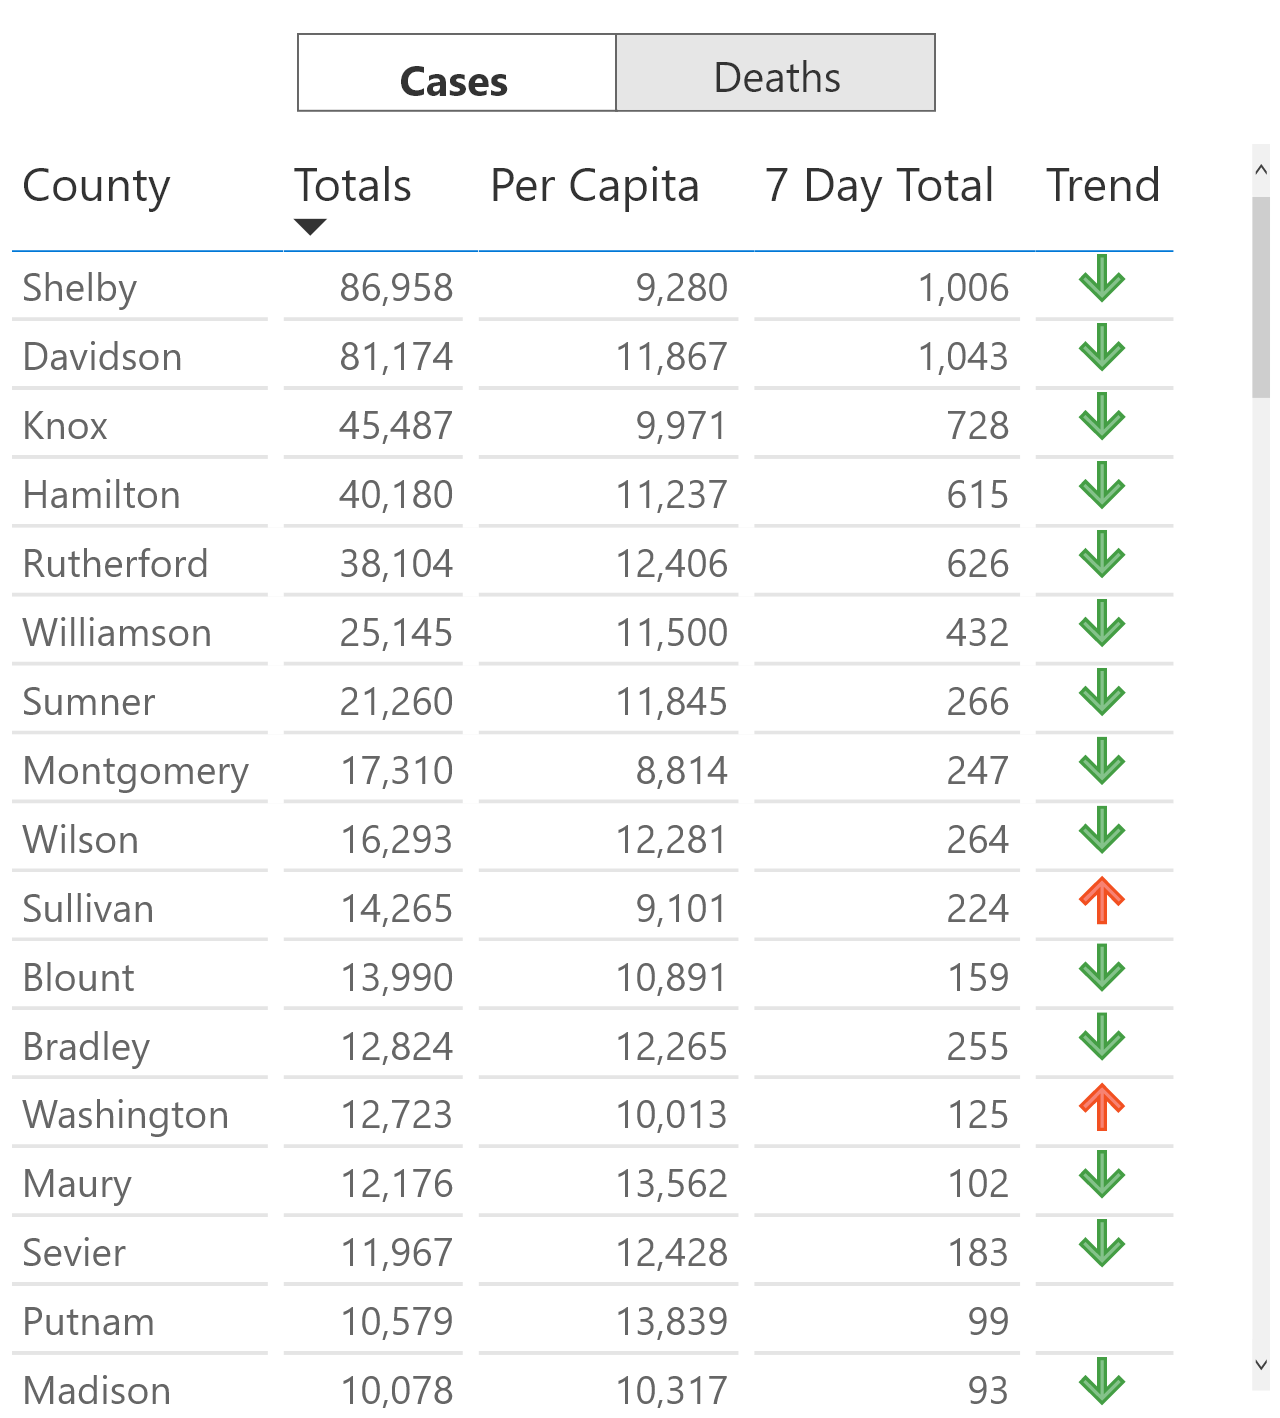 Cases Deaths
County Totals Per Capita 7 Day Total Trend
Shelby 86,958 9,280 1,006
Davidson 81,174 11,867 1,043
Knox 45,487 9,971 728
Hamilton 40,180 11,237 615
Rutherford 38,104 12,406 626
Williamson 25,145 11,500 432
Sumner 21,260 11,845 266
Montgomery 17,310 8,814 247
Wilson 16,293 12,281 264
Sullivan 14,265 9,101 224
Blount 13,990 10,891 159
Bradley 12,824 12,265 255
Washington 12,723 10,013 125
Maury 12,176 13,562 102
Sevier 11,967 12,428 183
Putnam 10,579 13,839 99
Madison 10,078 10,317 93